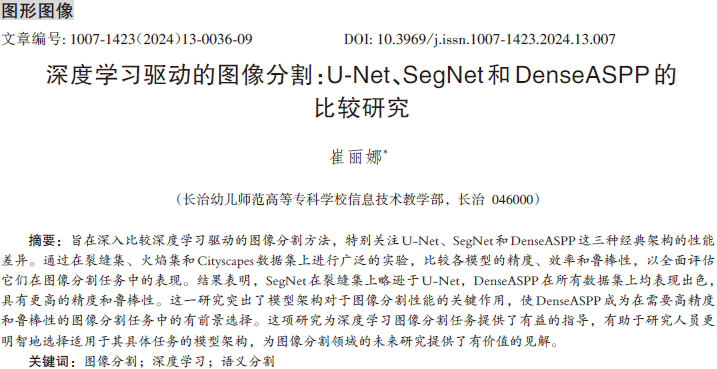 图形图像
文章编号: 1007-1423(2024)13-0036-09 DOI: 10.3969/j.issn.1007-1423.2024.13.007
深度学习驱动的图像分割：U-Net、SegNet和DenseASPP的
比较研究
崔丽娜*
（长治幼儿师范高等专科学校信息技术教学部，长治 046000）
摘要：旨在深入比较深度学习驱动的图像分割方法，特别关注U-Net、SegNet和DenseASPP这三种经典架构的性能
差异。通过在裂缝集、火焰集和Cityscapes数据集上进行广泛的实验，比较各模型的精度、效率和鲁棒性，以全面评估
它们在图像分割任务中的表现。结果表明，SegNet在裂缝集上略逊于U-Net，DenseASPP在所有数据集上均表现出色，
具有更高的精度和鲁棒性。这一研究突出了模型架构对于图像分割性能的关键作用，使DenseASPP成为在需要高精度
和鲁棒性的图像分割任务中的有前景选择。这项研究为深度学习图像分割任务提供了有益的指导，有助于研究人员更
明智地选择适用于其具体任务的模型架构，为图像分割领域的未来研究提供了有价值的见解。
关键词：图像分割；深度学习；语义分割